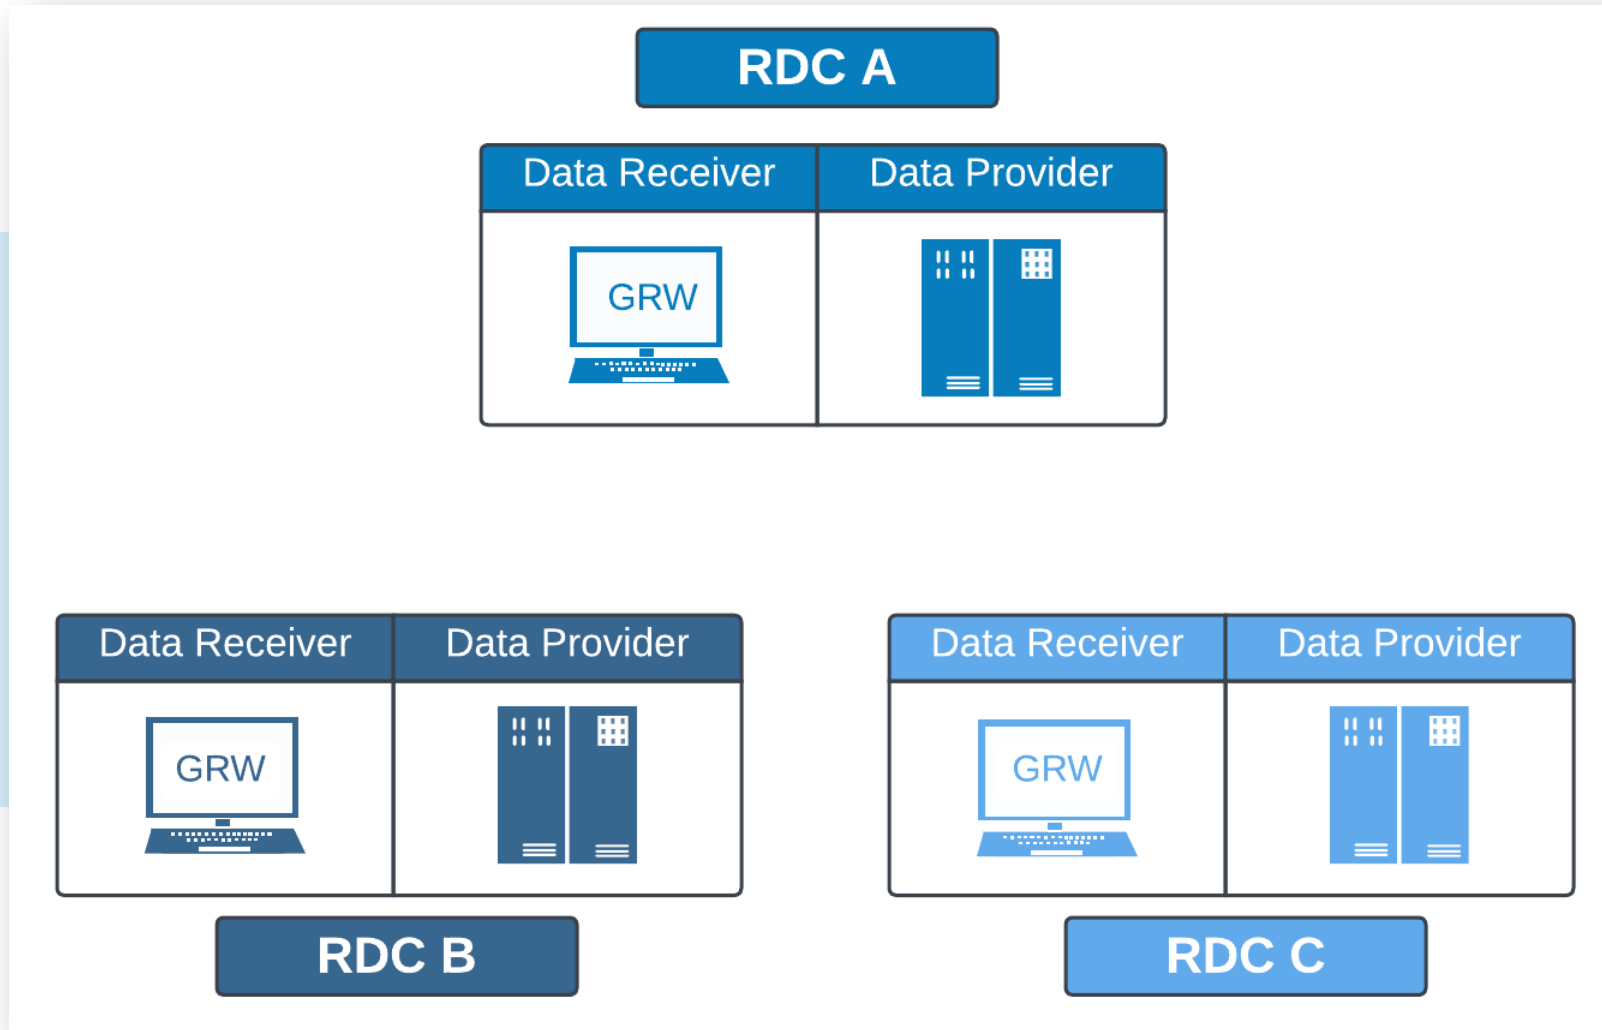 RDC A
Data Receiver
Data Provider
GRW
Data Receiver
Data Provider
GRW
RDC B
Data Receiver
Data Provider
GRW
RDC C